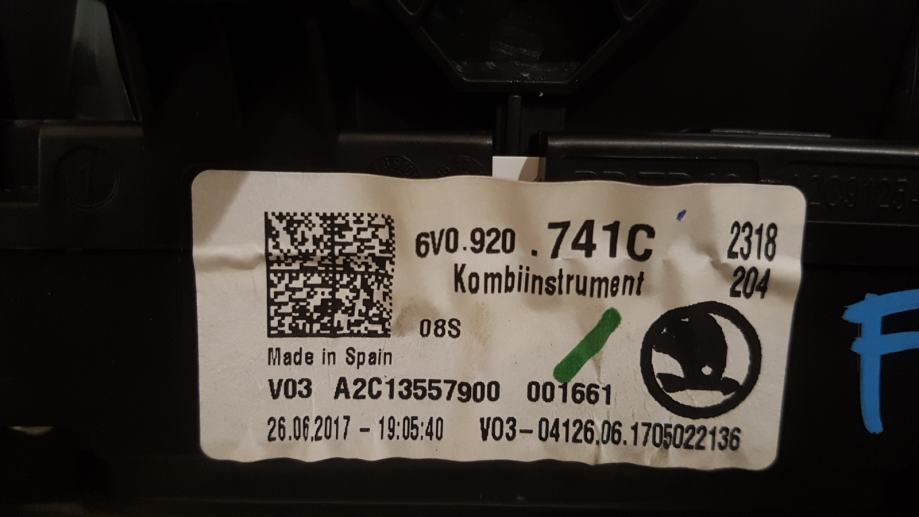 6V0.920 .741C 2318
Kombiinstrument 204
08S
Made in Spain
V03 A2C13557900 001661
26.06.2017 - 19:05:40 V03-04126.06.1705022136
F